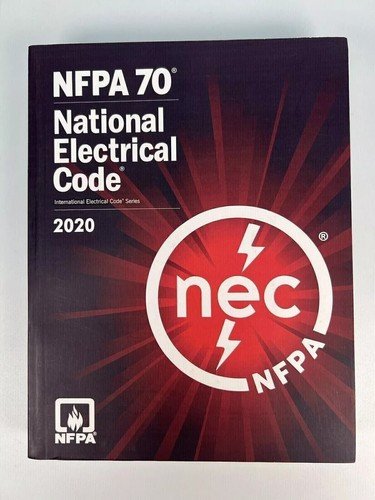 NFPA 70®
National
Electrical
Code®
International Electrical Code® Series
2020
nec®
NFPA
NFPA®